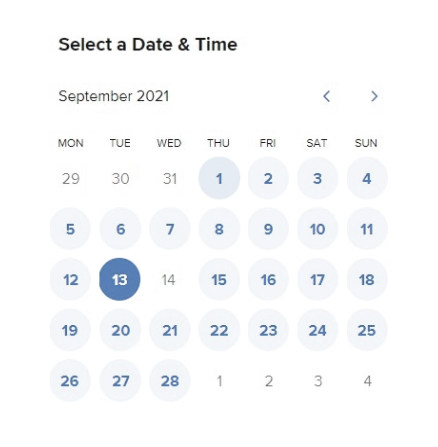 Select a Date & Time
September 2021
MON TUE WED THU FRI SAT SUN
29 30 31 1 2 3 4
5 6 7 8 9 10 11
12 13 14 15 16 17 18
19 20 21 22 23 24 25
26 27 28 1 2 3 4